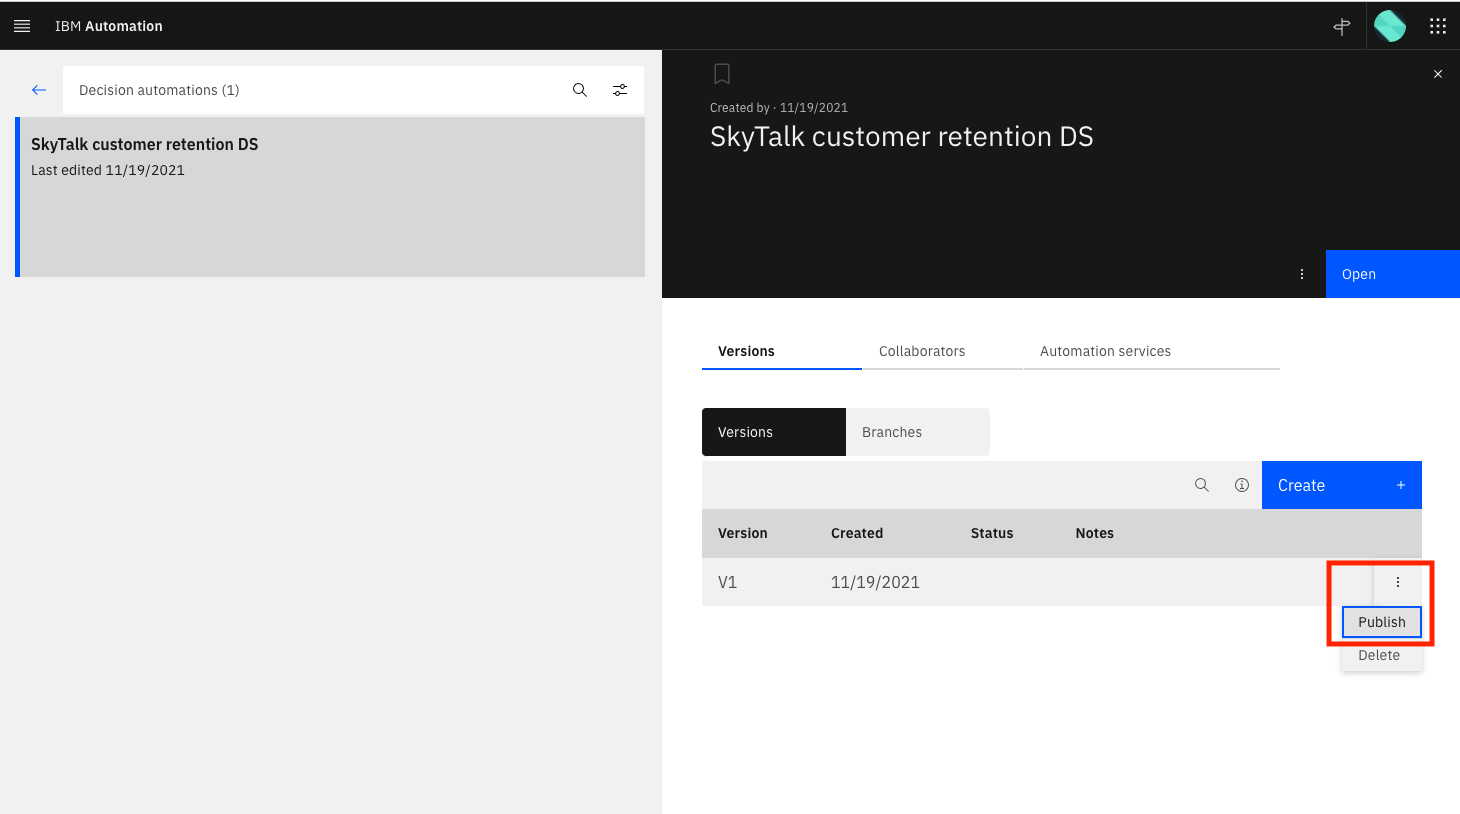 IBM Automation
Decision automations (1)
SkyTalk customer retention DS
Last edited 11/19/2021
Created by · 11/19/2021
SkyTalk customer retention DS
Open
Versions Collaborators Automation services
Versions Branches
Create +
Version Created Status Notes
V1 11/19/2021
Publish
Delete